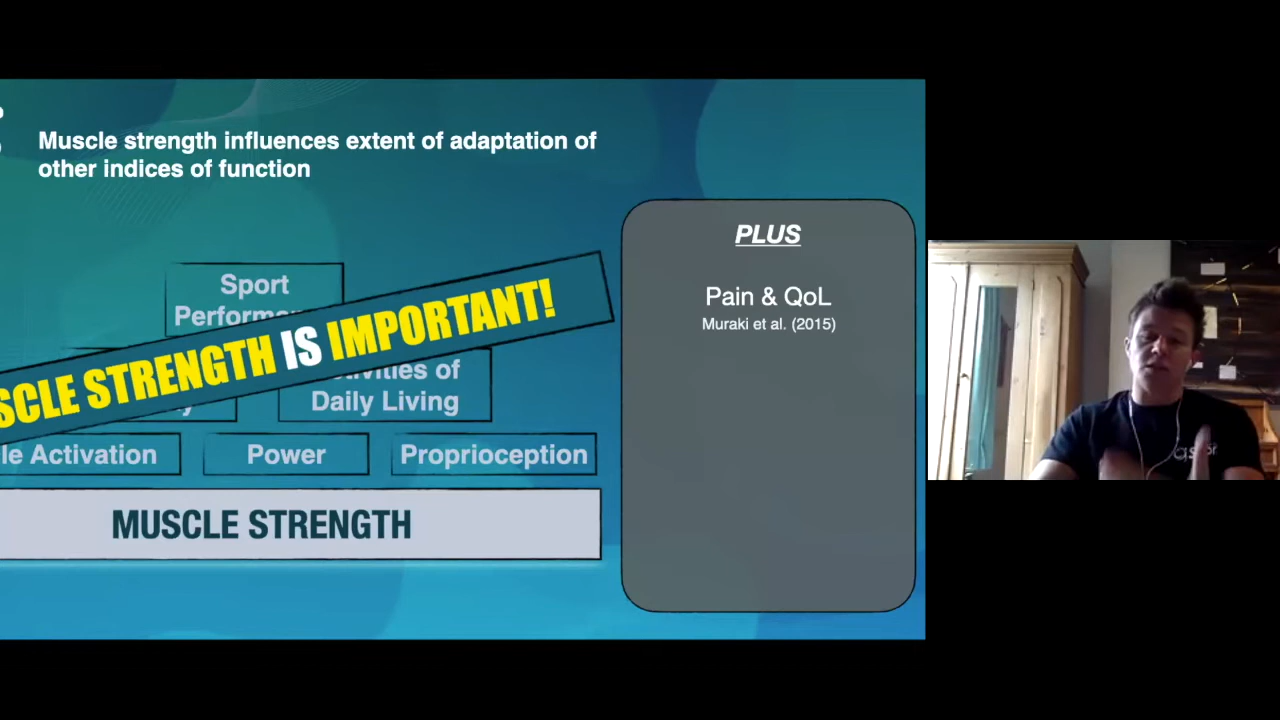 Muscle strength influences extent of adaptation of
other indices of function
PLUS
Pain & QoL
Muraki et al. (2015)
Sport
SCLE STRENGTH IS IMPORTANT!
Daily Living
le Activation
Power
Proprioception
MUSCLE STRENGTH